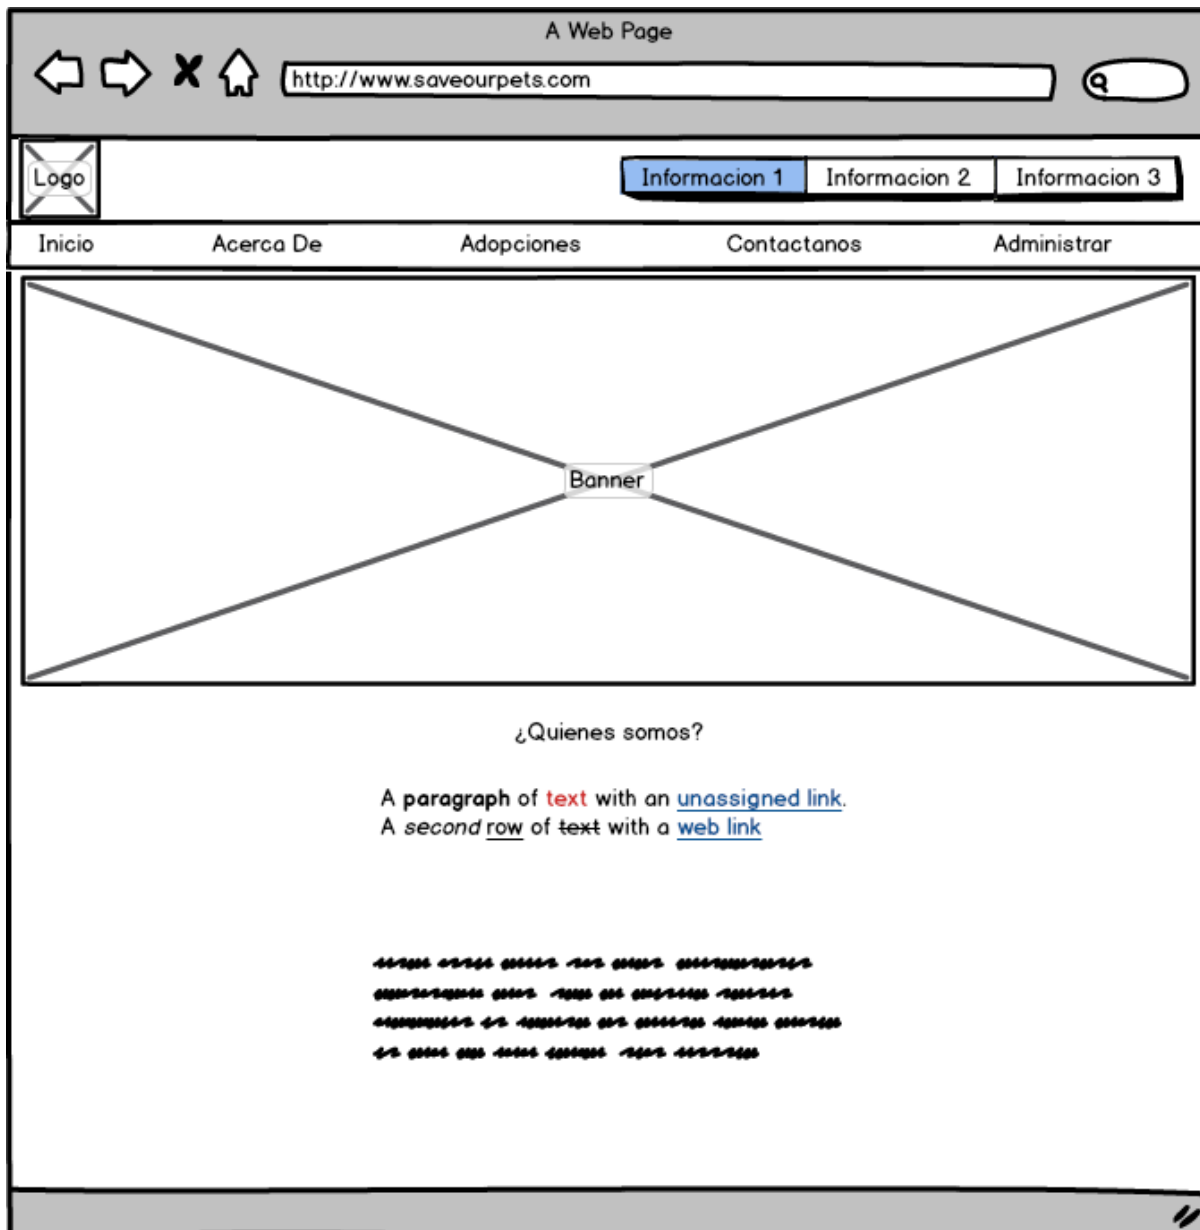 A Web Page
http://www.saveourpets.com
Logo
Informacion 1 Informacion 2 Informacion 3
Inicio Acerca De Adopciones Contactanos Administrar
Banner
¿Quienes somos?
A paragraph of text with an unassigned link.
A second row of text with a web link